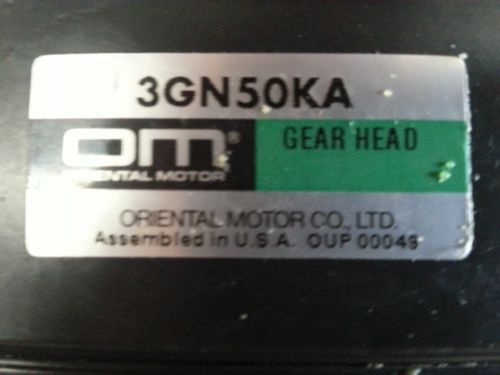 3GN50KA
OM®
ORIENTAL MOTOR
GEAR HEAD
ORIENTAL MOTOR CO., LTD.
Assembled in U.S.A. OUP 00049